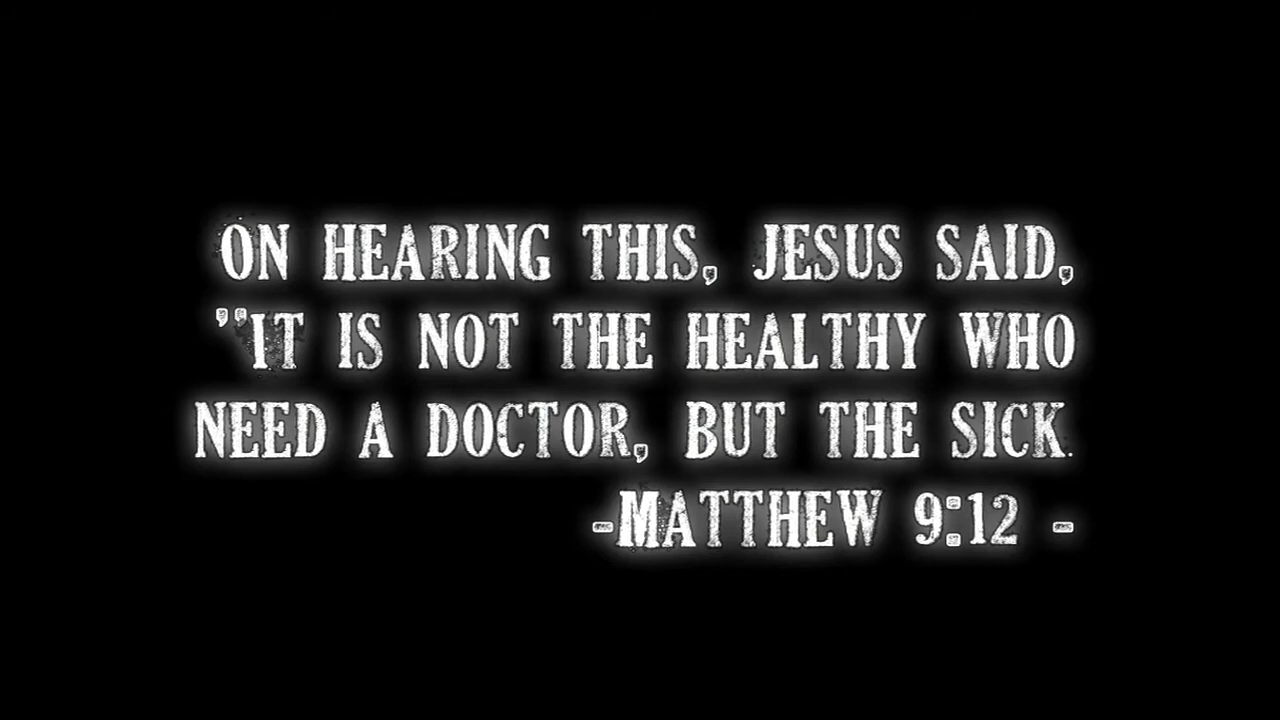 ON HEARING THIS, JESUS SAID,
"IT IS NOT THE HEALTHY WHO
NEED A DOCTOR, BUT THE SICK.
-MATTHEW 9:12 -